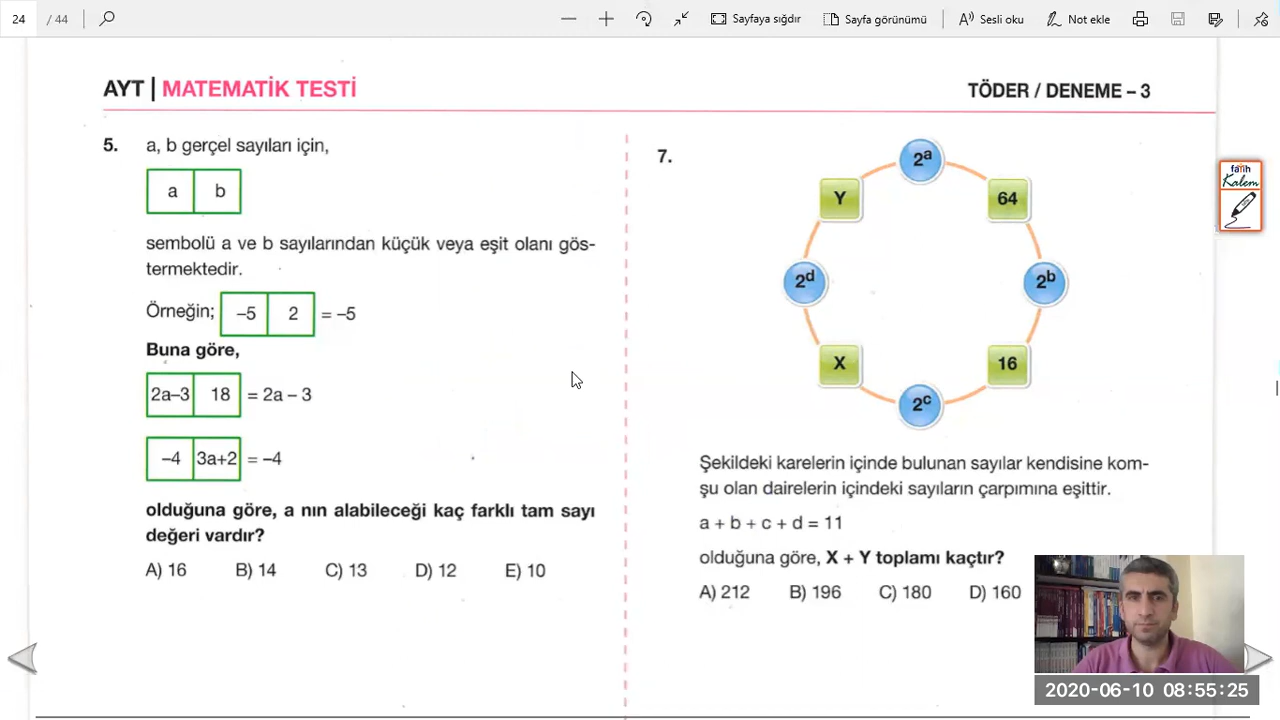 24 / 44
Sayfaya sığdır
Sayfa görünümü
Sesli oku
Not ekle
AYT | MATEMATİK TESTİ
TÖDER / DENEME – 3
5. a, b gerçel sayıları için,
a b
sembolü a ve b sayılarından küçük veya eşit olanı gös-
termektedir.
Örneğin; –5 2 = –5
Buna göre,
2a–3 18 = 2a – 3
–4 3a+2 = –4
olduğuna göre, a nın alabileceği kaç farklı tam sayı
değeri vardır?
A) 16 B) 14 C) 13 D) 12 E) 10
7.
2ᵃ
Y 64
2ᵈ 2ᵇ
X 16
2ᶜ
Şekildeki karelerin içinde bulunan sayılar kendisine kom-
şu olan dairelerin içindeki sayıların çarpımına eşittir.
a + b + c + d = 11
olduğuna göre, X + Y toplamı kaçtır?
A) 212 B) 196 C) 180 D) 160
fatih
Kalem
2020-06-10 08:55:25